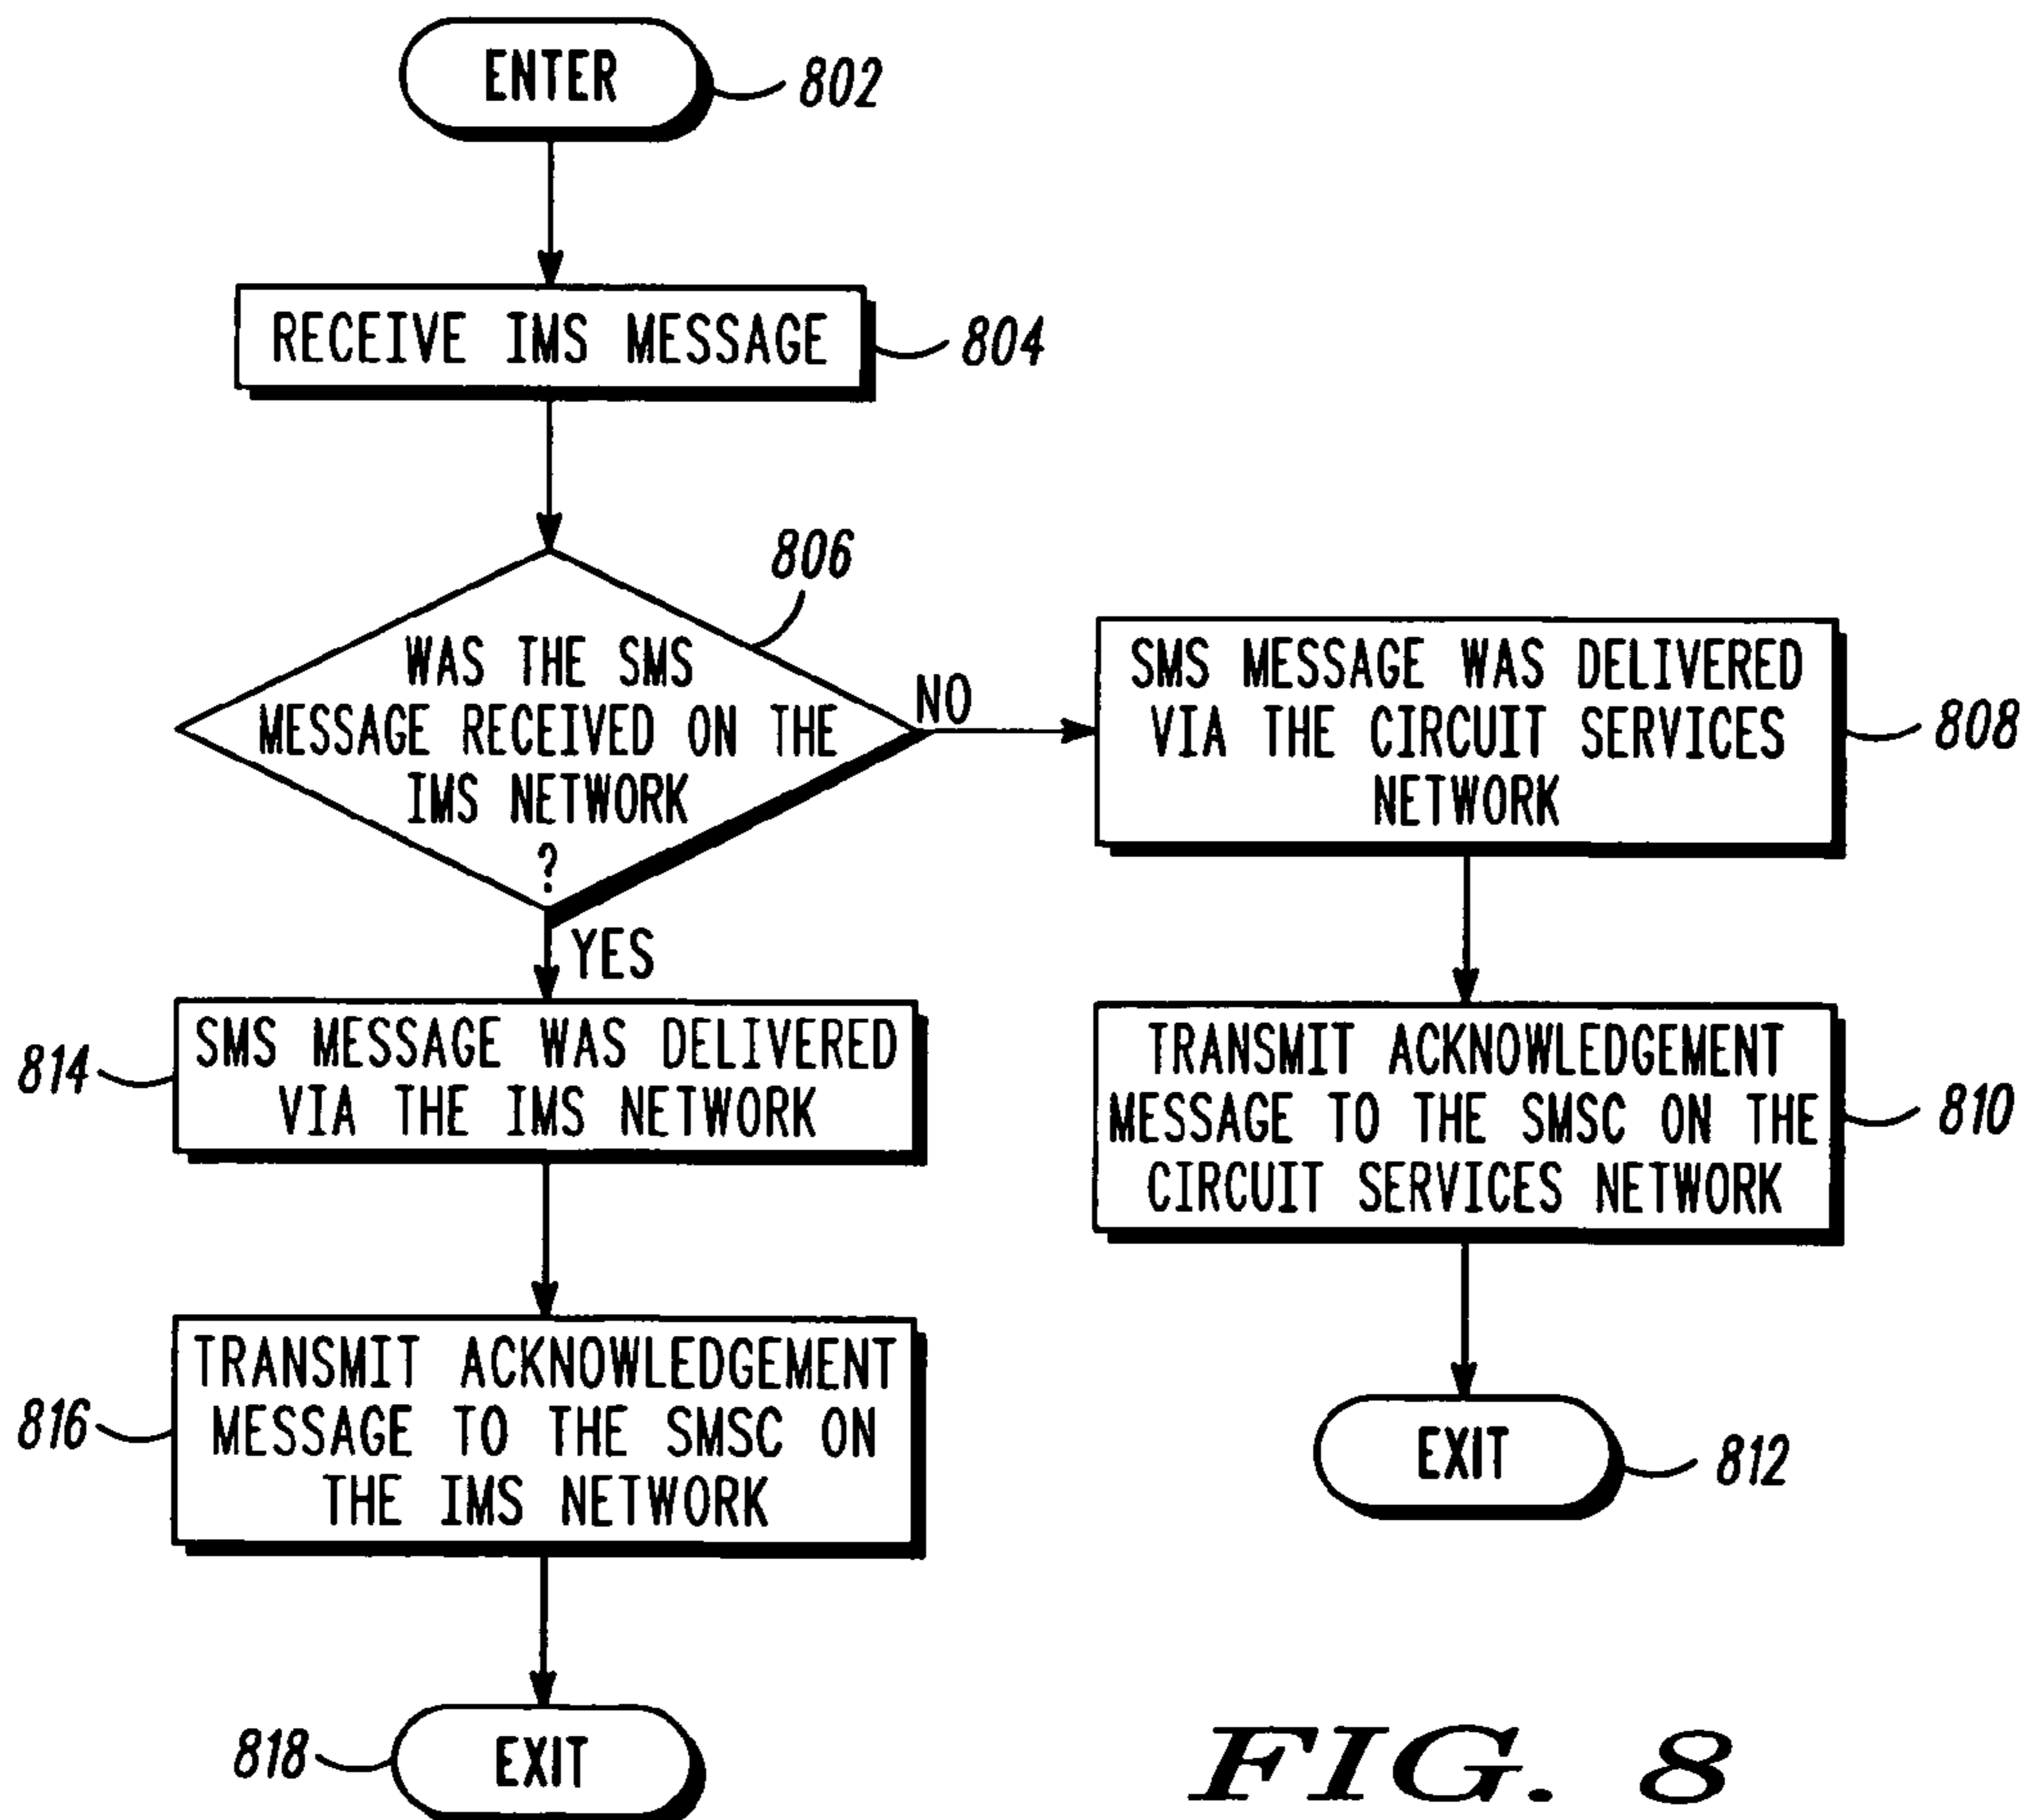 ENTER
802
RECEIVE IMS MESSAGE
804
806
WAS THE SMS
MESSAGE RECEIVED ON THE
IMS NETWORK
?
NO
YES
SMS MESSAGE WAS DELIVERED
VIA THE CIRCUIT SERVICES
NETWORK
808
TRANSMIT ACKNOWLEDGEMENT
MESSAGE TO THE SMSC ON THE
CIRCUIT SERVICES NETWORK
810
EXIT
812
814
SMS MESSAGE WAS DELIVERED
VIA THE IMS NETWORK
816
TRANSMIT ACKNOWLEDGEMENT
MESSAGE TO THE SMSC ON
THE IMS NETWORK
818
EXIT
FIG. 8